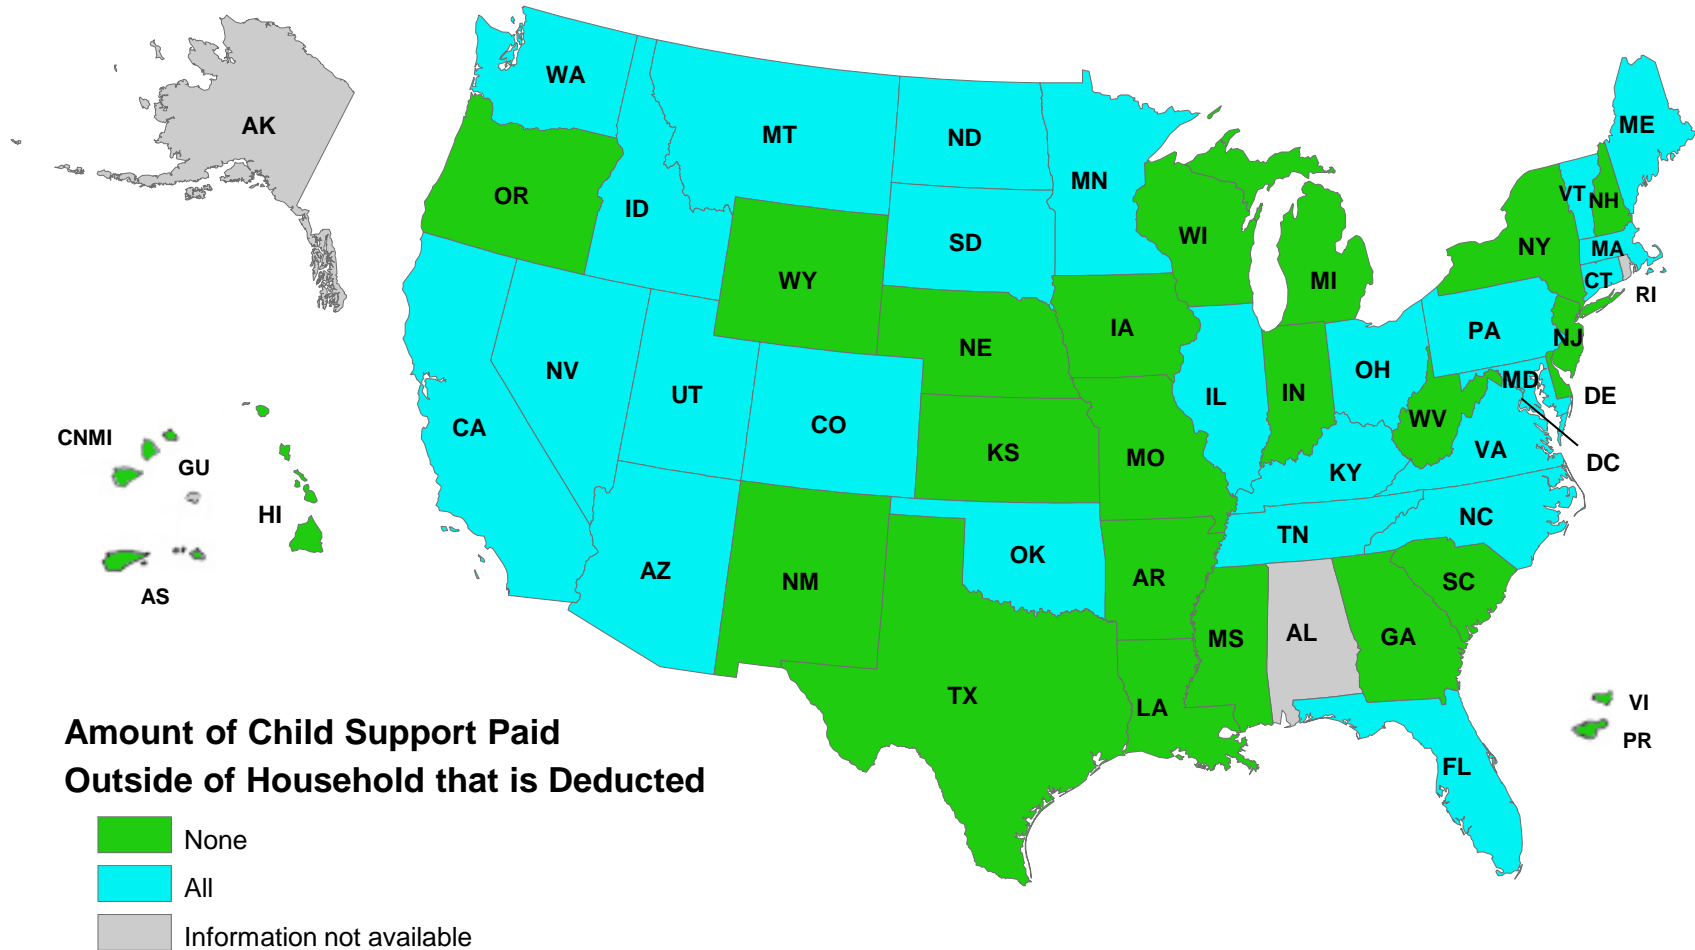 WA
MT
ND
MN
ME
AK
OR
ID
SD
WI
MI
NY
VT
NH
MA
CT
RI
WY
IA
NE
PA
NJ
NV
UT
CO
IL
IN
OH
MD
DE
WV
VA
DC
CA
KS
MO
KY
CNMI
GU
HI
AS
AZ
NM
OK
AR
TN
NC
SC
MS
AL
GA
TX
LA
FL
VI
PR
Amount of Child Support Paid
Outside of Household that is Deducted
None
All
Information not available